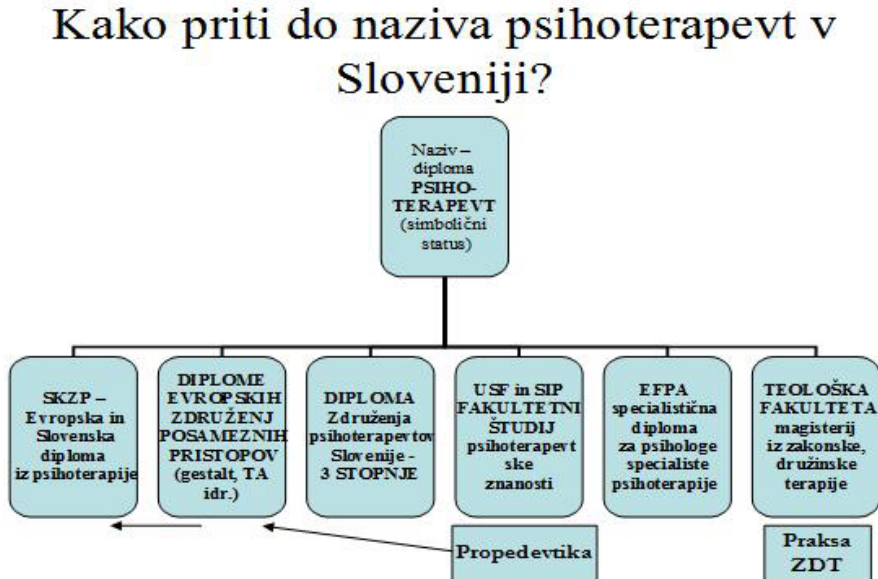 Kako priti do naziva psihoterapevt v
Sloveniji?
Naziv –
diploma
PSIHO-
TERAPEVT
(simbolični
status)
SKZP –
Evropska in
Slovenska
diploma
iz psihoterapije
DIPLOME
EVROPSKIH
ZDRUŽENJ
POSAMEZNIH
PRISTOPOV
(gestalt, TA
idr.)
DIPLOMA
Združenja
psihoterapevtov
Slovenije -
3 STOPNJE
USF in SIP
FAKULTETNI
ŠTUDIJ
psihoterapevt
ske
znanosti
EFPA
specialistična
diploma
za psihologe
specialiste
psihoterapije
TEOLOŠKA
FAKULTETA
magisterij
iz zakonske,
družinske
terapije
Propedevtika
Praksa
ZDT